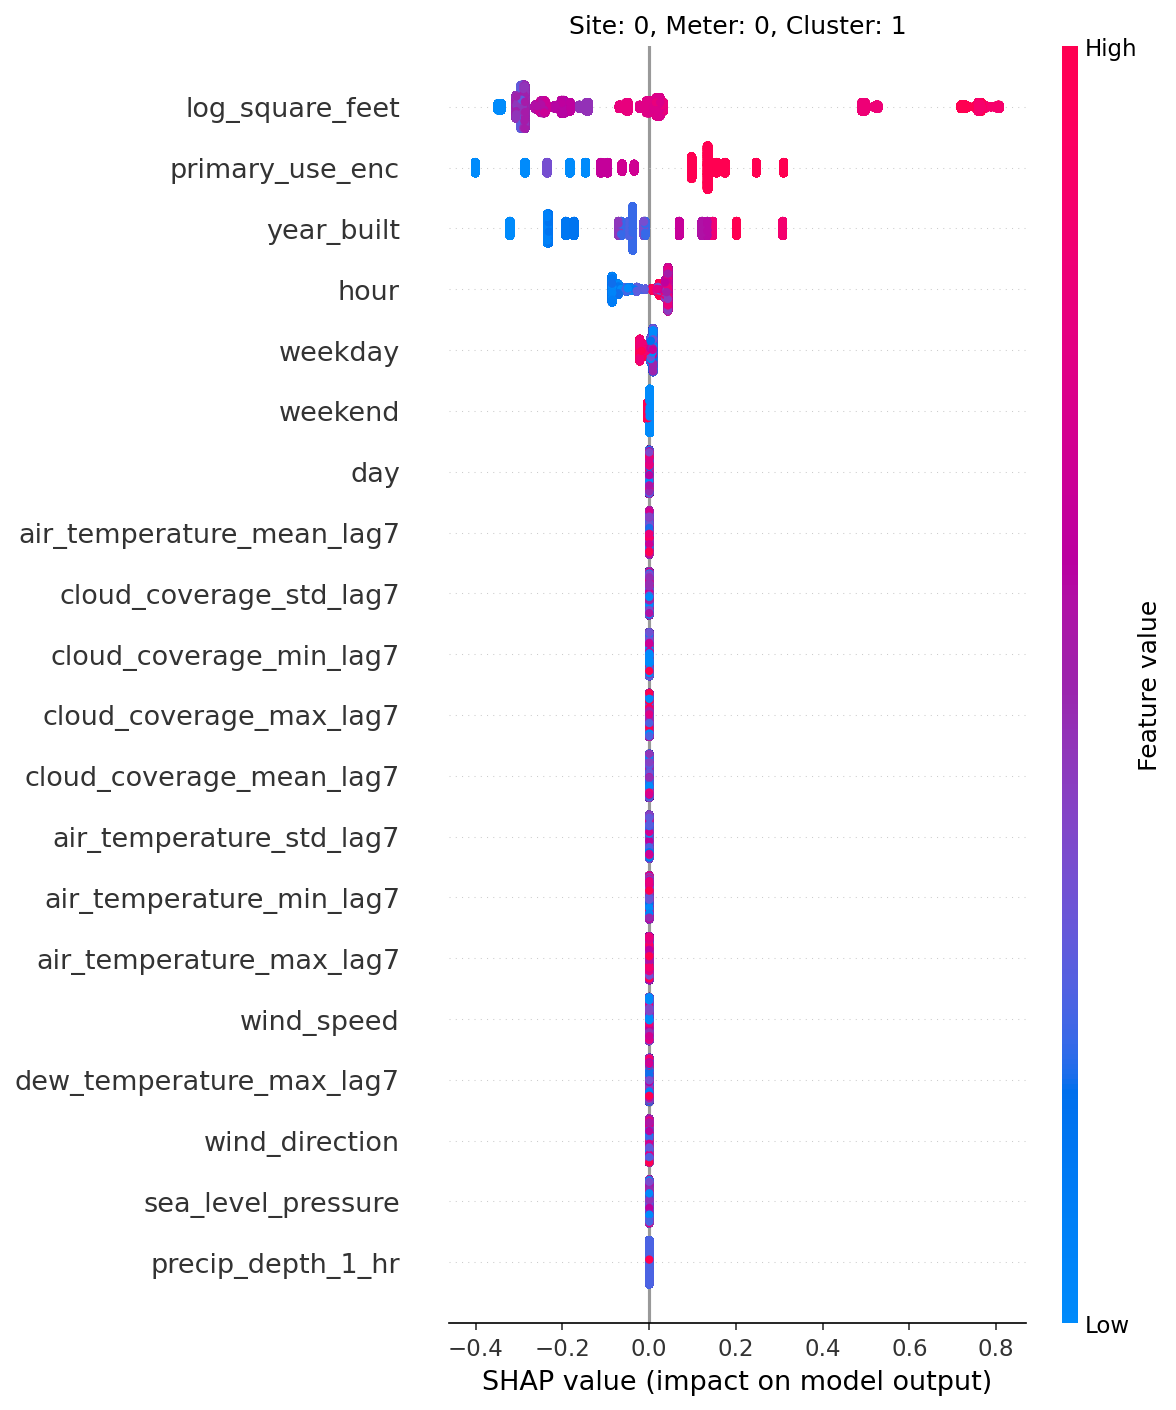 Site: 0, Meter: 0, Cluster: 1
High
log_square_feet
primary_use_enc
year_built
hour
weekday
weekend
day
air_temperature_mean_lag7
cloud_coverage_std_lag7
cloud_coverage_min_lag7
cloud_coverage_max_lag7
cloud_coverage_mean_lag7
air_temperature_std_lag7
air_temperature_min_lag7
air_temperature_max_lag7
wind_speed
dew_temperature_max_lag7
wind_direction
sea_level_pressure
precip_depth_1_hr
Feature value
Low
−0.4 −0.2 0.0 0.2 0.4 0.6 0.8
SHAP value (impact on model output)